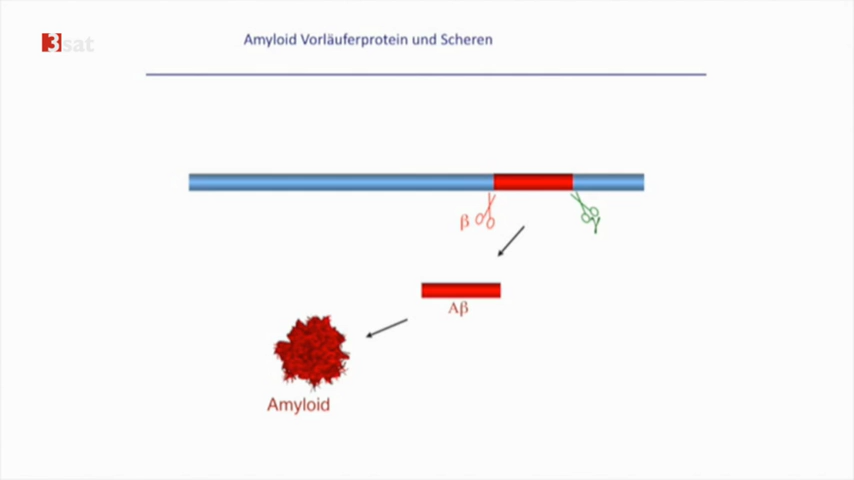 3sat
Amyloid Vorläuferprotein und Scheren
β
γ
Aβ
Amyloid